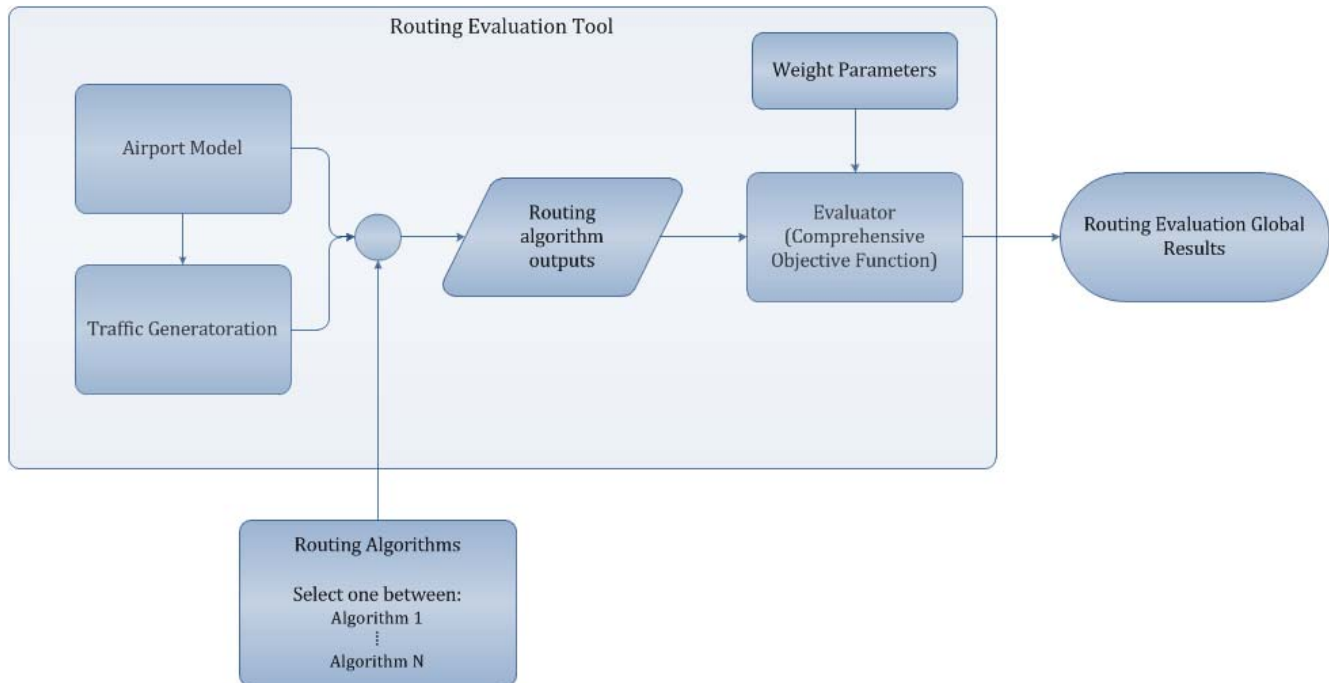 Routing Evaluation Tool
Weight Parameters
Airport Model
Traffic Generatoration
Routing
algorithm
outputs
Evaluator
(Comprehensive
Objective Function)
Routing Evaluation Global
Results
Routing Algorithms
Select one between:
Algorithm 1
Algorithm N